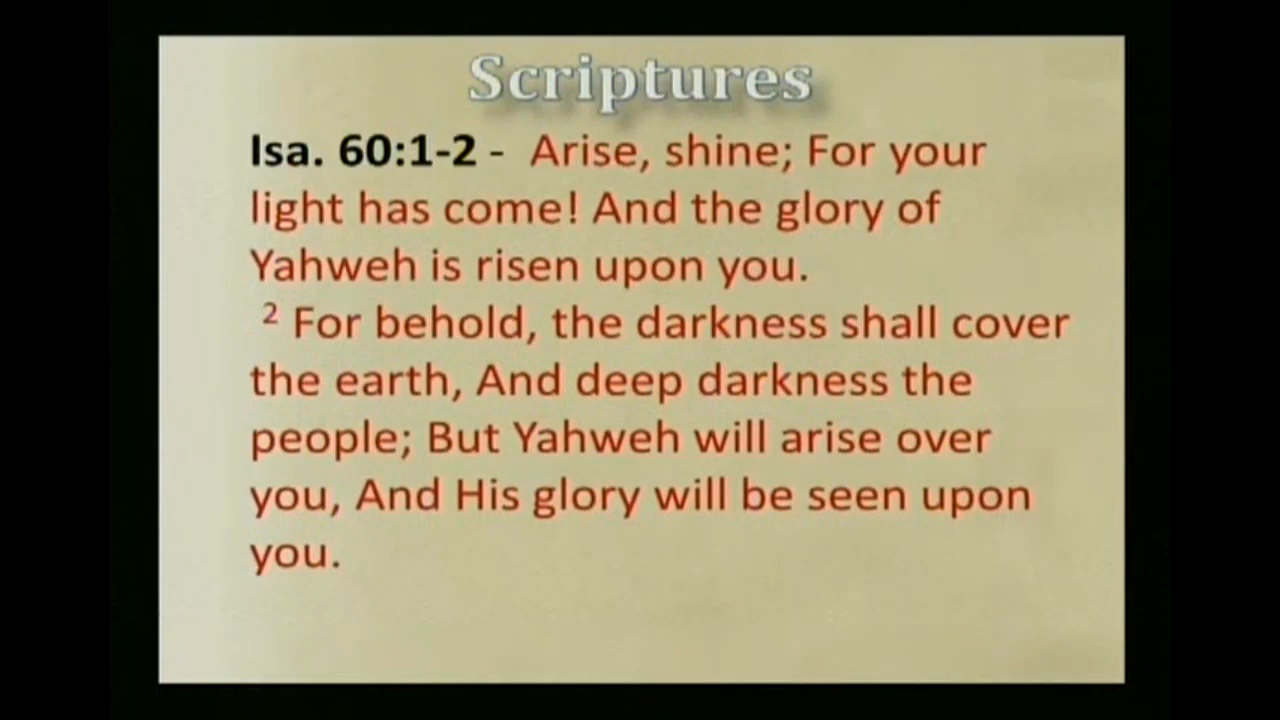 Scriptures
Isa. 60:1-2 - Arise, shine; For your
light has come! And the glory of
Yahweh is risen upon you.
² For behold, the darkness shall cover
the earth, And deep darkness the
people; But Yahweh will arise over
you, And His glory will be seen upon
you.